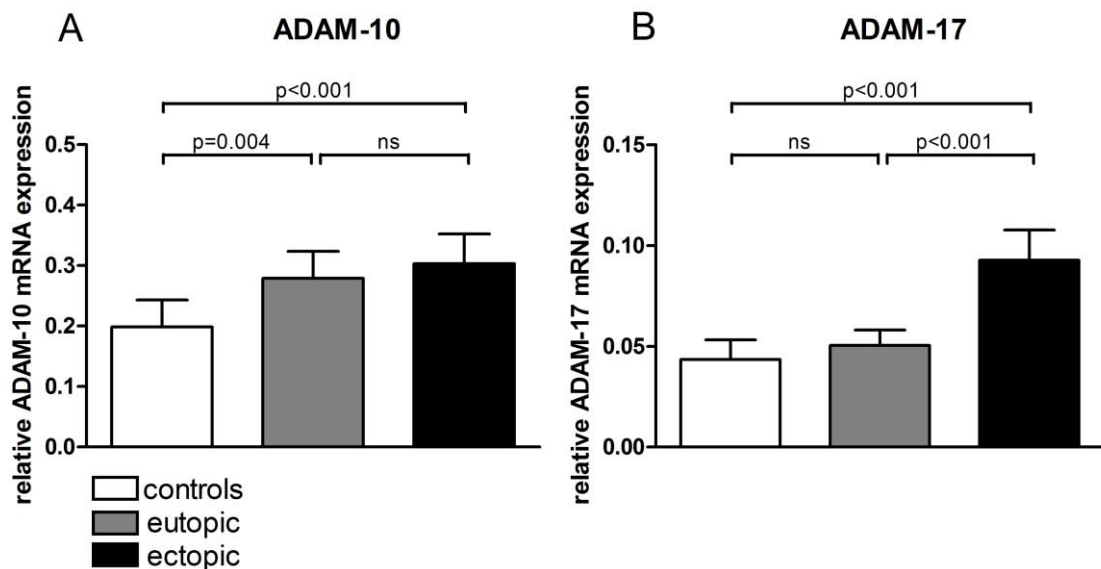 A
ADAM-10
p<0.001
p=0.004
ns
relative ADAM-10 mRNA expression
0.5
0.4
0.3
0.2
0.1
0.0
controls
eutopic
ectopic
B
ADAM-17
p<0.001
ns
p<0.001
relative ADAM-17 mRNA expression
0.15
0.10
0.05
0.00